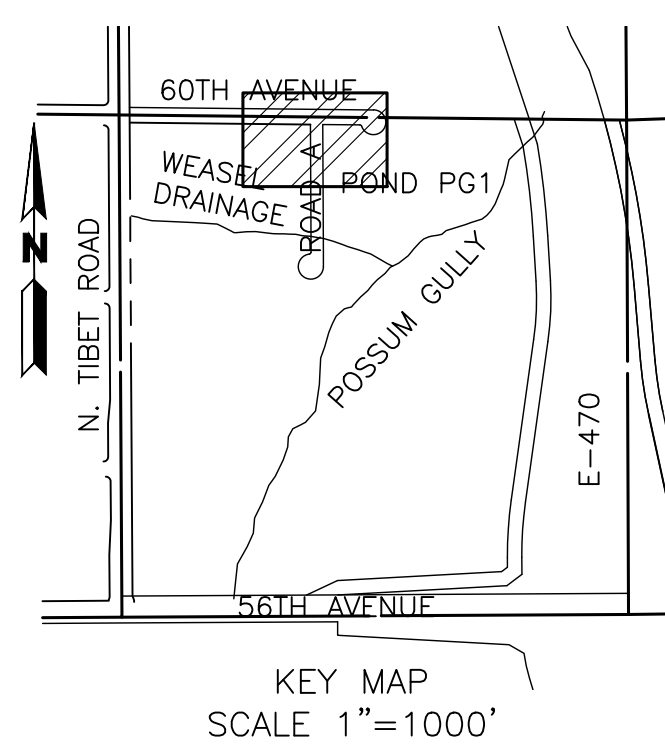 60TH AVENUE
WEASEL
DRAINAGE
ROAD A
POND PG1
N
N. TIBET ROAD
POSSUM GULLY
E-470
56TH AVENUE
KEY MAP
SCALE 1"=1000'